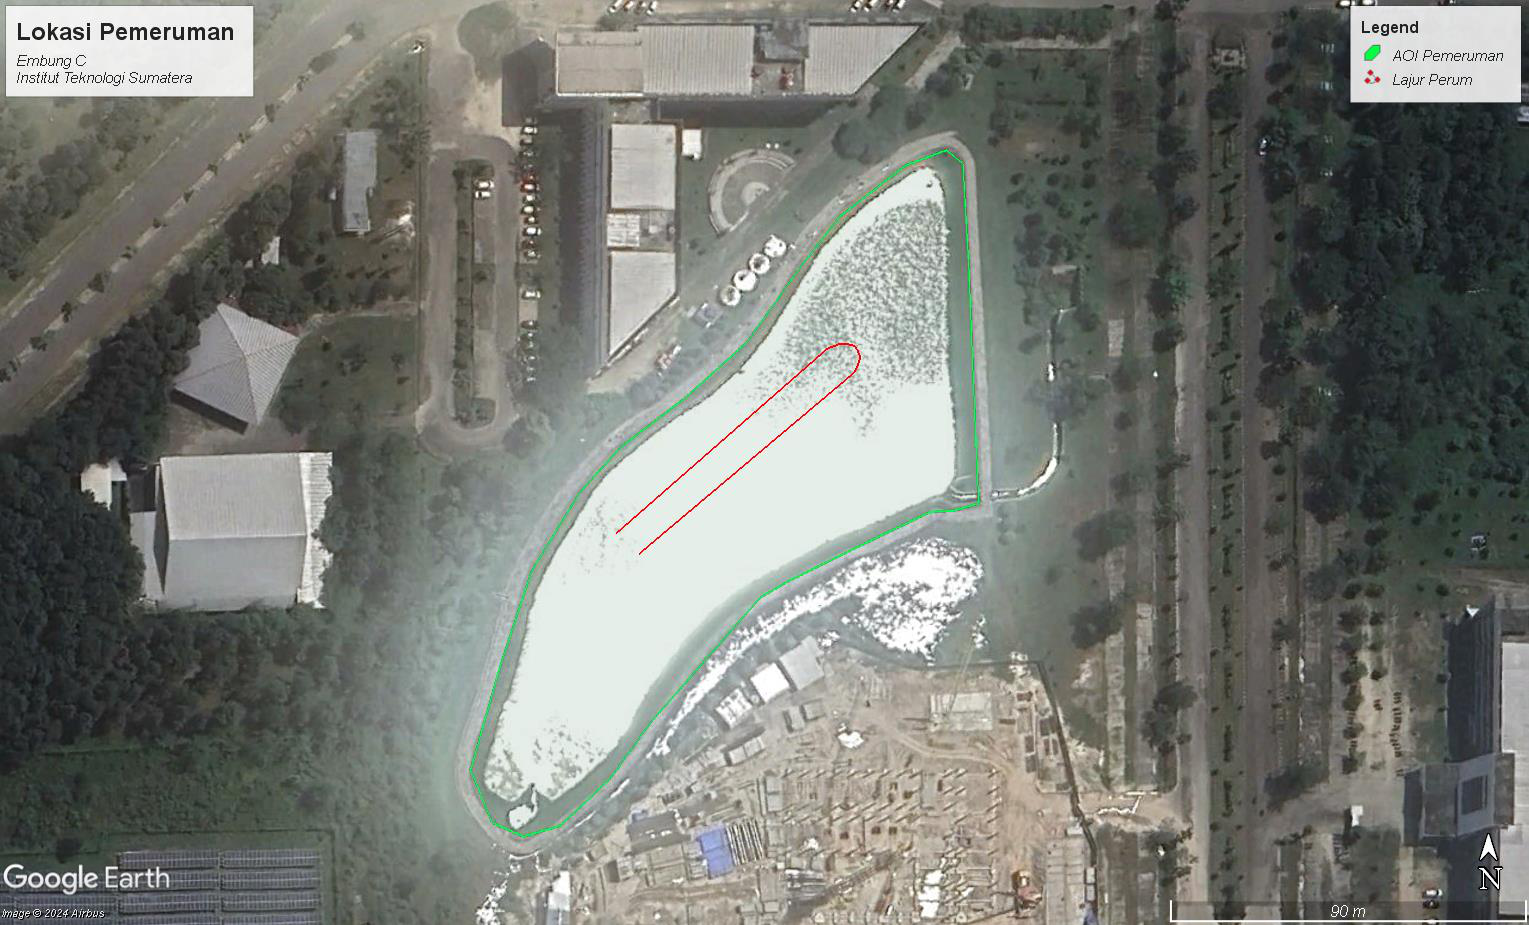 Lokasi Pemeruman
Embung C
Institut Teknologi Sumatera
Legend
AOI Pemeruman
Lajur Perum
Google Earth
Image © 2024 Airbus
N
90 m